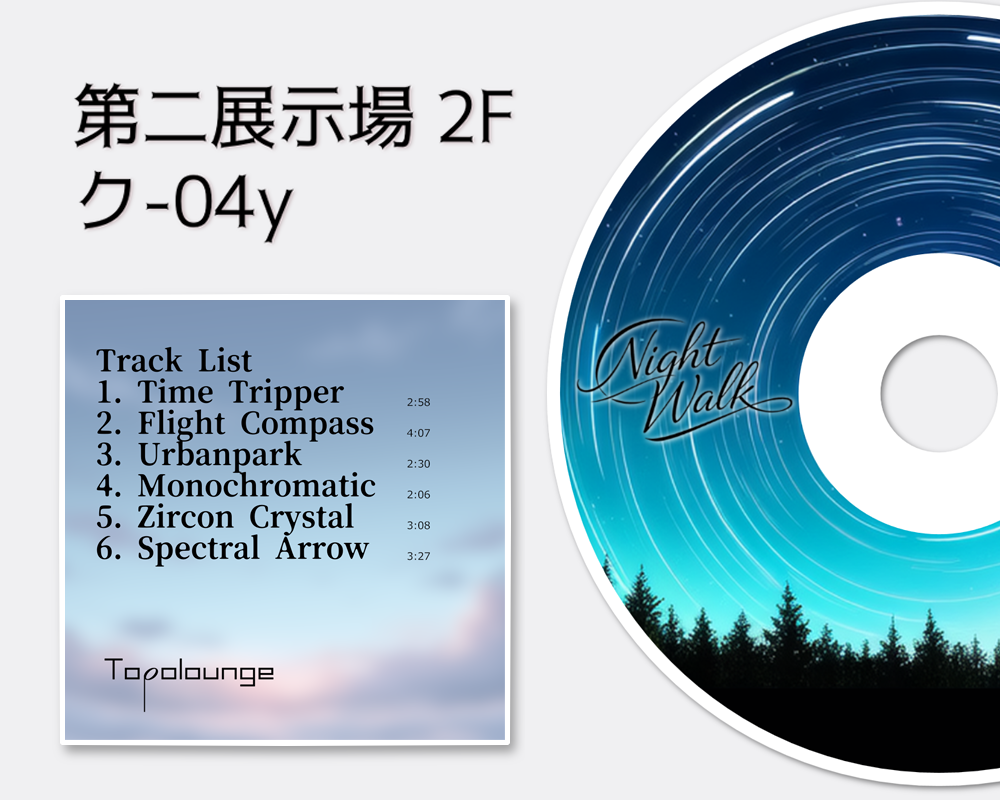 第二展示場 2F
ク-04y
Track List
1. Time Tripper 2:58
2. Flight Compass 4:07
3. Urbanpark 2:30
4. Monochromatic 2:06
5. Zircon Crystal 3:08
6. Spectral Arrow 3:27
Topolounge
Night
Walk